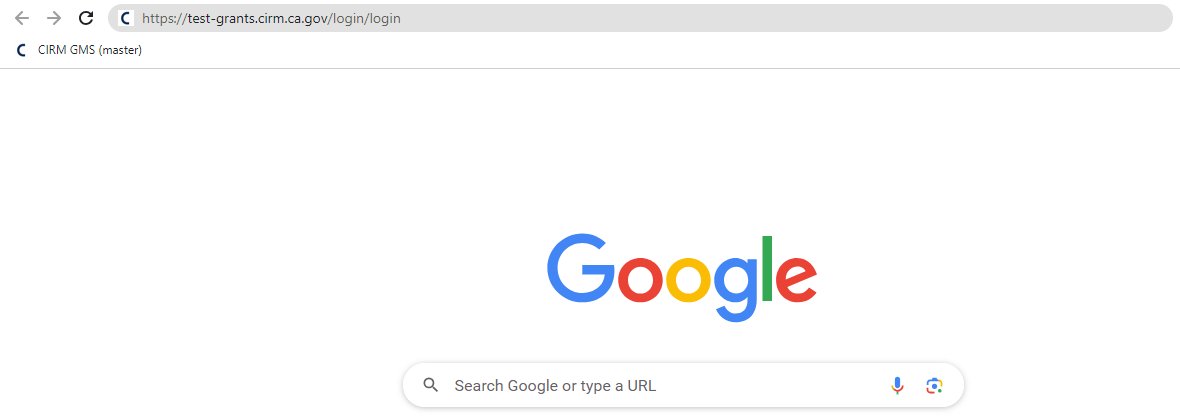 https://test-grants.cirm.ca.gov/login/login
CIRM GMS (master)
Google
Search Google or type a URL